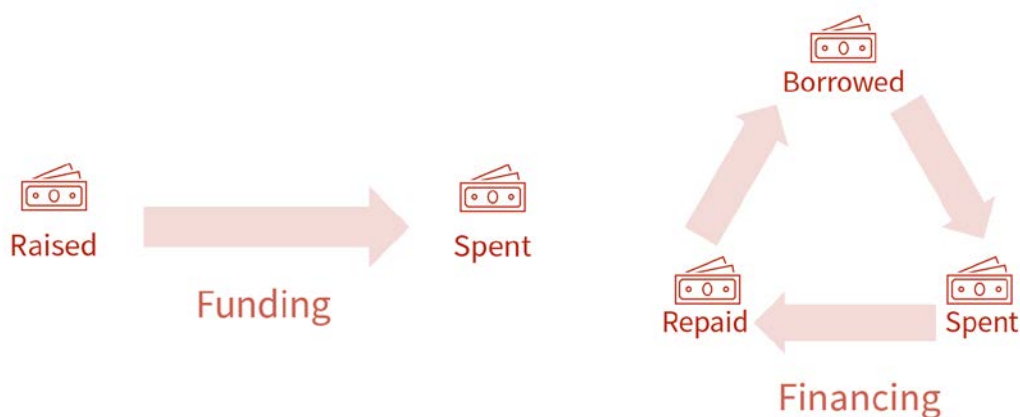 Raised
Spent
Funding
Borrowed
Repaid
Spent
Financing